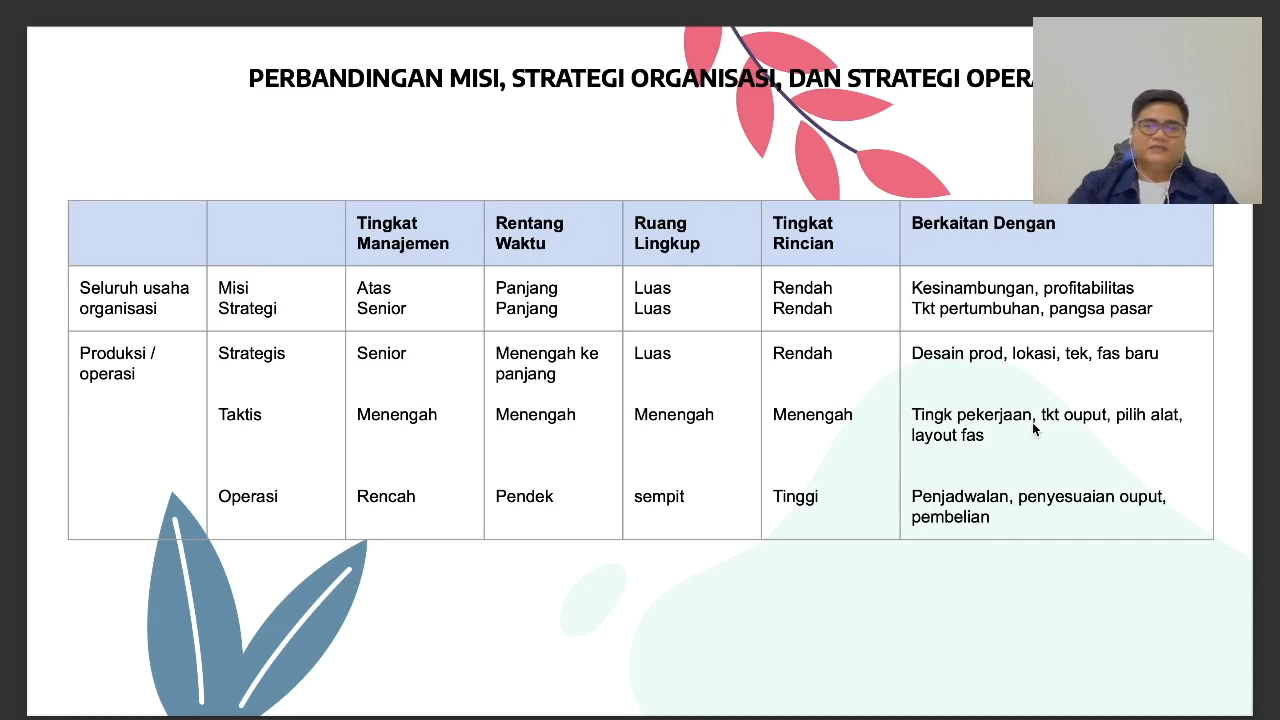 PERBANDINGAN MISI, STRATEGI ORGANISASI, DAN STRATEGI
Tingkat Manajemen
Rentang Waktu
Ruang Lingkup
Tingkat Rincian
Berkaitan Dengan
Seluruh usaha organisasi
Misi
Strategi
Atas
Senior
Panjang
Panjang
Luas
Luas
Rendah
Rendah
Kesinambungan, profitabilitas
Tkt pertumbuhan, pangsa pasar
Produksi / operasi
Strategis
Senior
Menengah ke panjang
Luas
Rendah
Desain prod, lokasi, tek, fas baru
Taktis
Menengah
Menengah
Menengah
Menengah
Tingk pekerjaan, tkt ouput, pilih alat,
layout fas
Operasi
Rencah
Pendek
sempit
Tinggi
Penjadwalan, penyesuaian ouput,
pembelian